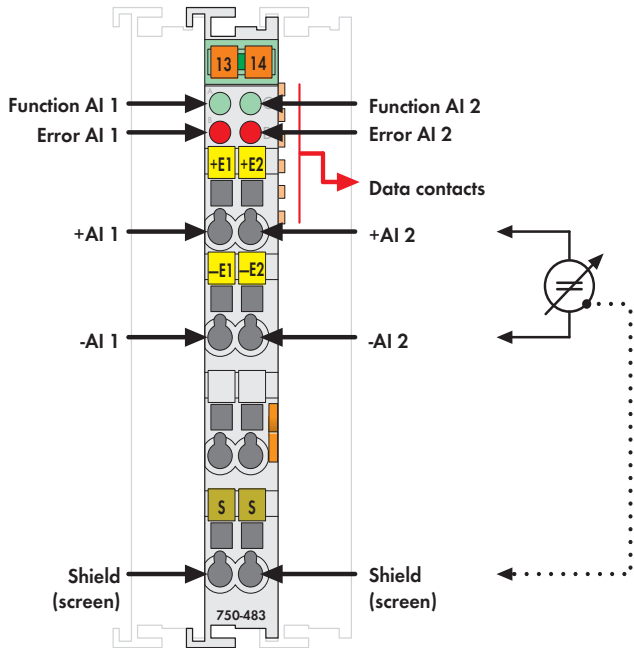 13 14
Function AI 1
Function AI 2
Error AI 1
Error AI 2
+E1 +E2
Data contacts
+AI 1
+AI 2
—E1 —E2
-AI 1
-AI 2
S S
Shield
(screen)
Shield
(screen)
750-483